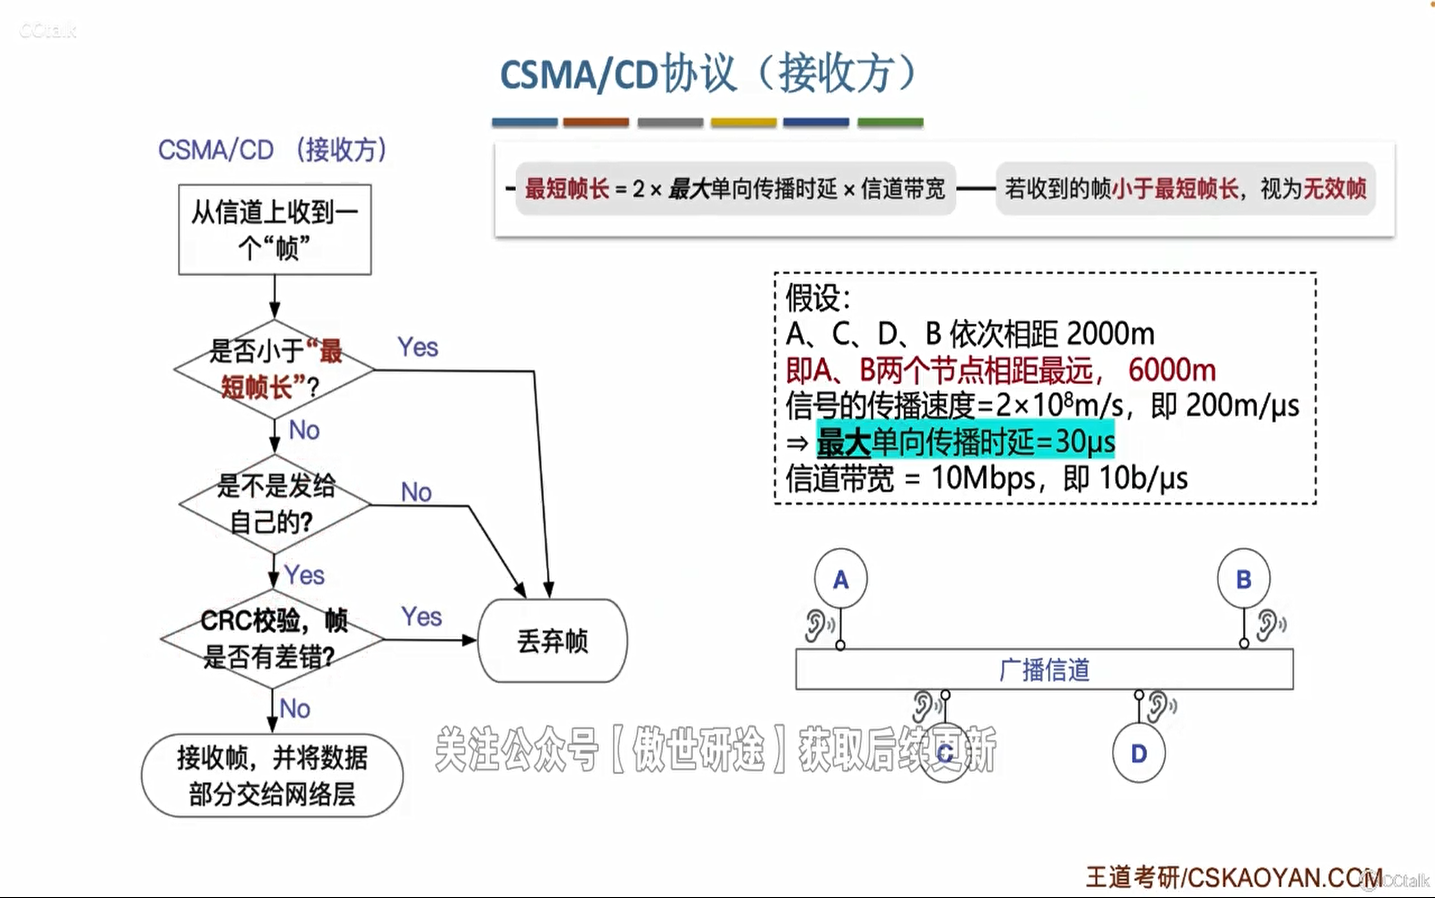 CCtalk
CSMA/CD协议（接收方）
CSMA/CD （接收方）
最短帧长 = 2 × 最大单向传播时延 × 信道带宽
若收到的帧小于最短帧长，视为无效帧
从信道上收到一
个“帧”
是否小于“最
短帧长”?
Yes
No
是不是发给
自己的?
No
Yes
CRC校验，帧
是否有差错?
Yes
丢弃帧
No
接收帧，并将数据
部分交给网络层
假设：
A、C、D、B 依次相距 2000m
即A、B两个节点相距最远， 6000m
信号的传播速度=2×10⁸m/s，即 200m/μs
⇒ 最大单向传播时延=30μs
信道带宽 = 10Mbps，即 10b/μs
A
B
广播信道
C
D
关注公众号【傲世研途】获取后续更新
王道考研/CSKAOYAN.COM
CCtalk